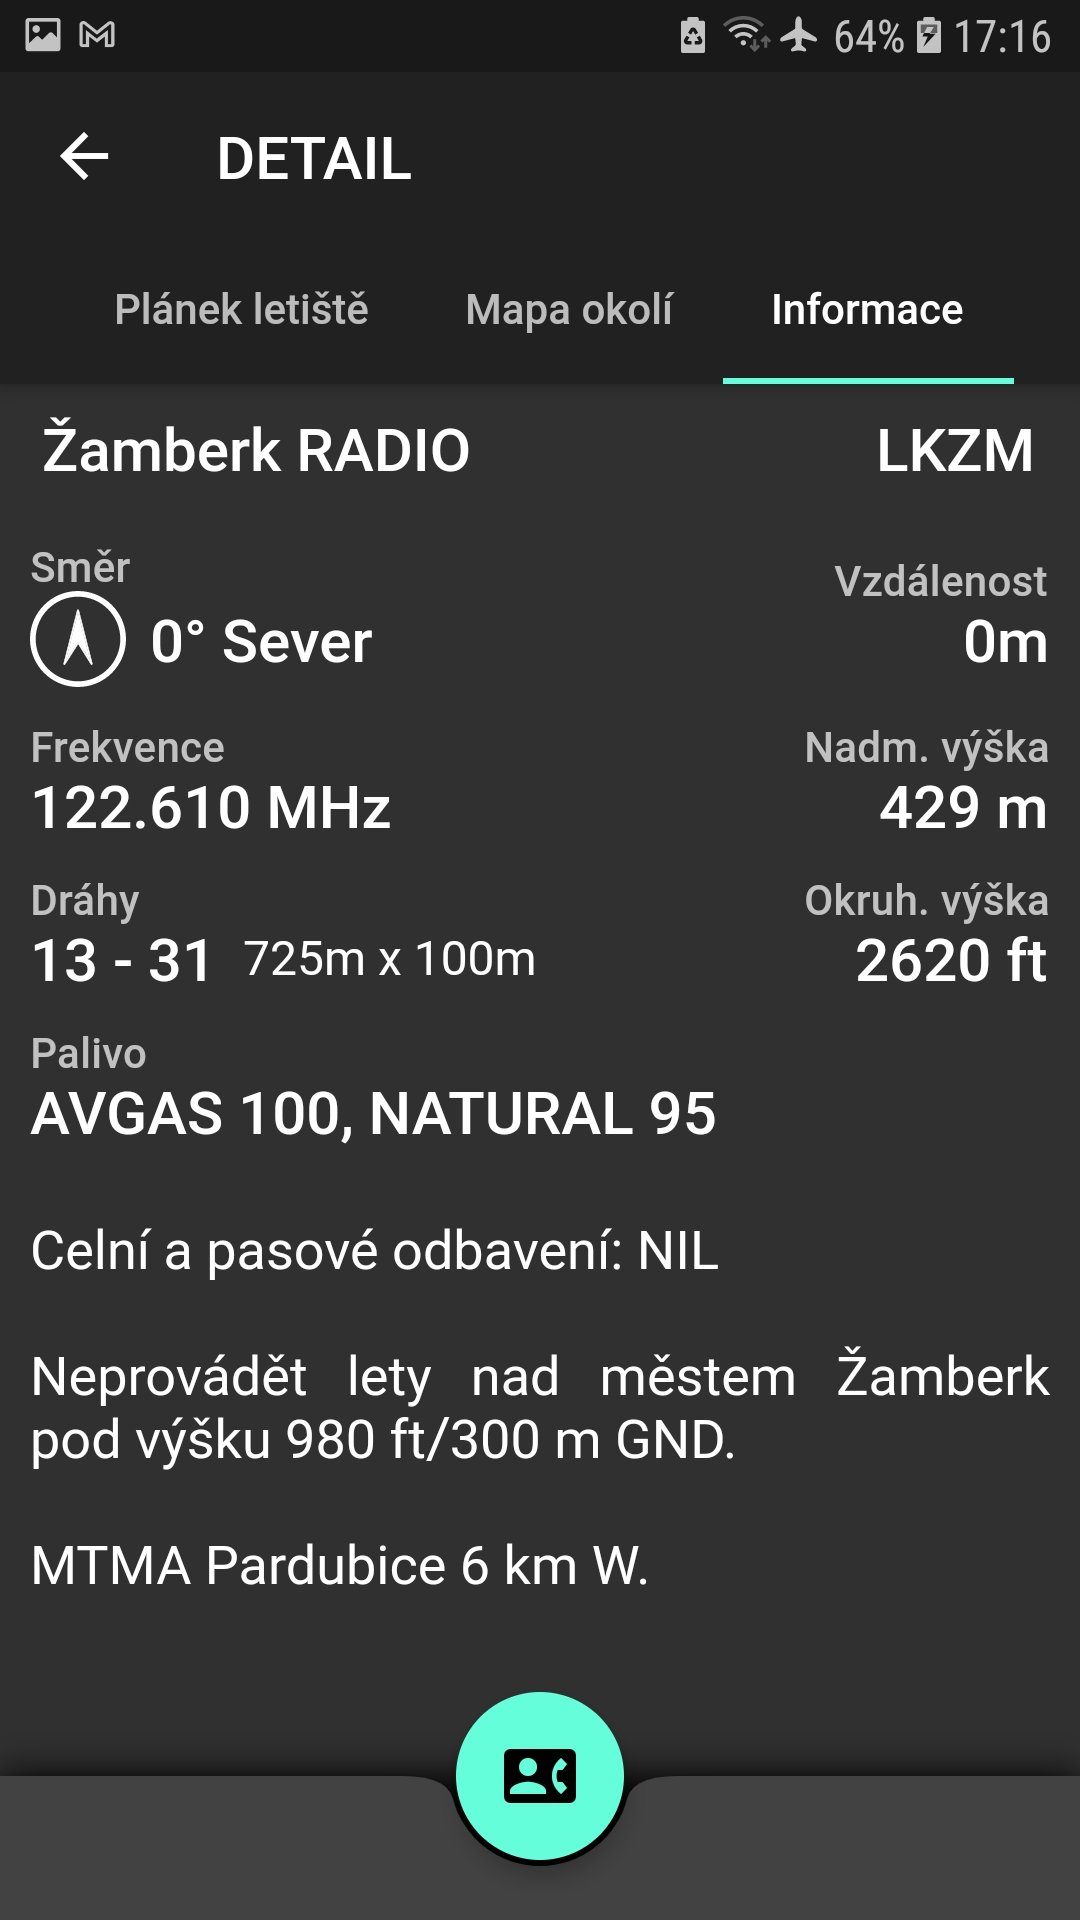 64% 17:16
DETAIL
Plánek letiště Mapa okolí Informace
Žamberk RADIO LKZM
Směr Vzdálenost
0° Sever 0m
Frekvence Nadm. výška
122.610 MHz 429 m
Dráhy Okruh. výška
13 - 31 725m x 100m 2620 ft
Palivo
AVGAS 100, NATURAL 95
Celní a pasové odbavení: NIL
Neprovádět lety nad městem Žamberk
pod výšku 980 ft/300 m GND.
MTMA Pardubice 6 km W.